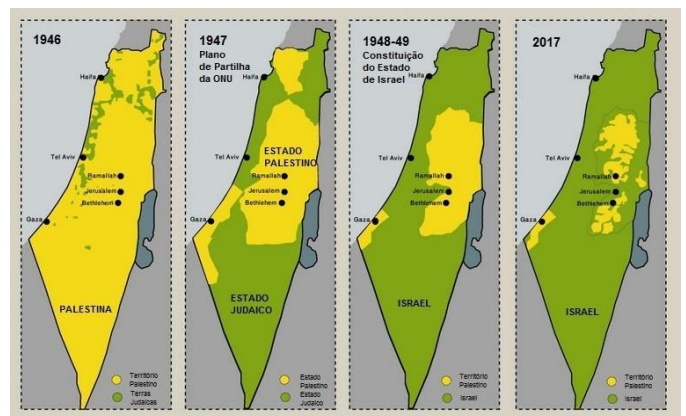 1946
Haifa
Tel Aviv
Ramallah
Jerusalem
Bethlehem
Gaza
PALESTINA
Território
Palestino
Terras
Judaicas
1947
Plano
de Partilha
da ONU
Haifa
ESTADO
PALESTINO
Tel Aviv
Ramallah
Jerusalem
Bethlehem
Gaza
ESTADO
JUDAICO
Estado
Palestino
Estado
Judaico
1948-49
Constituição
do Estado
de Israel
Haifa
Tel Aviv
Ramallah
Jerusalem
Bethlehem
Gaza
ISRAEL
Território
Palestino
Israel
2017
Haifa
Tel Aviv
Ramallah
Jerusalem
Bethlehem
Gaza
ISRAEL
Território
Palestino
Israel